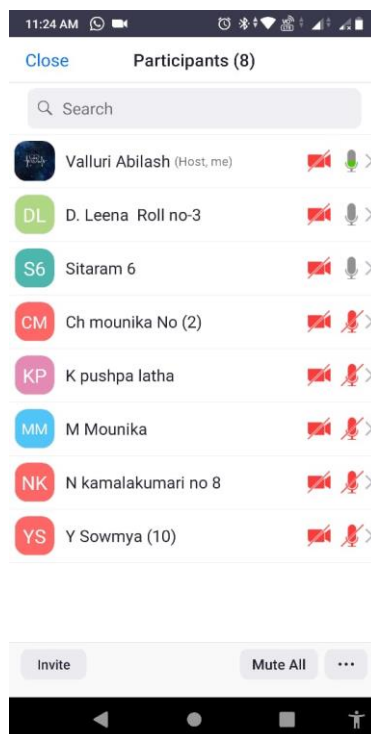 11:24 AM
Close Participants (8)
Search
Valluri Abilash (Host, me)
DL D. Leena Roll no-3
S6 Sitaram 6
CM Ch mounika No (2)
KP K pushpa latha
MM M Mounika
NK N kamalakumari no 8
YS Y Sowmya (10)
Invite Mute All ...